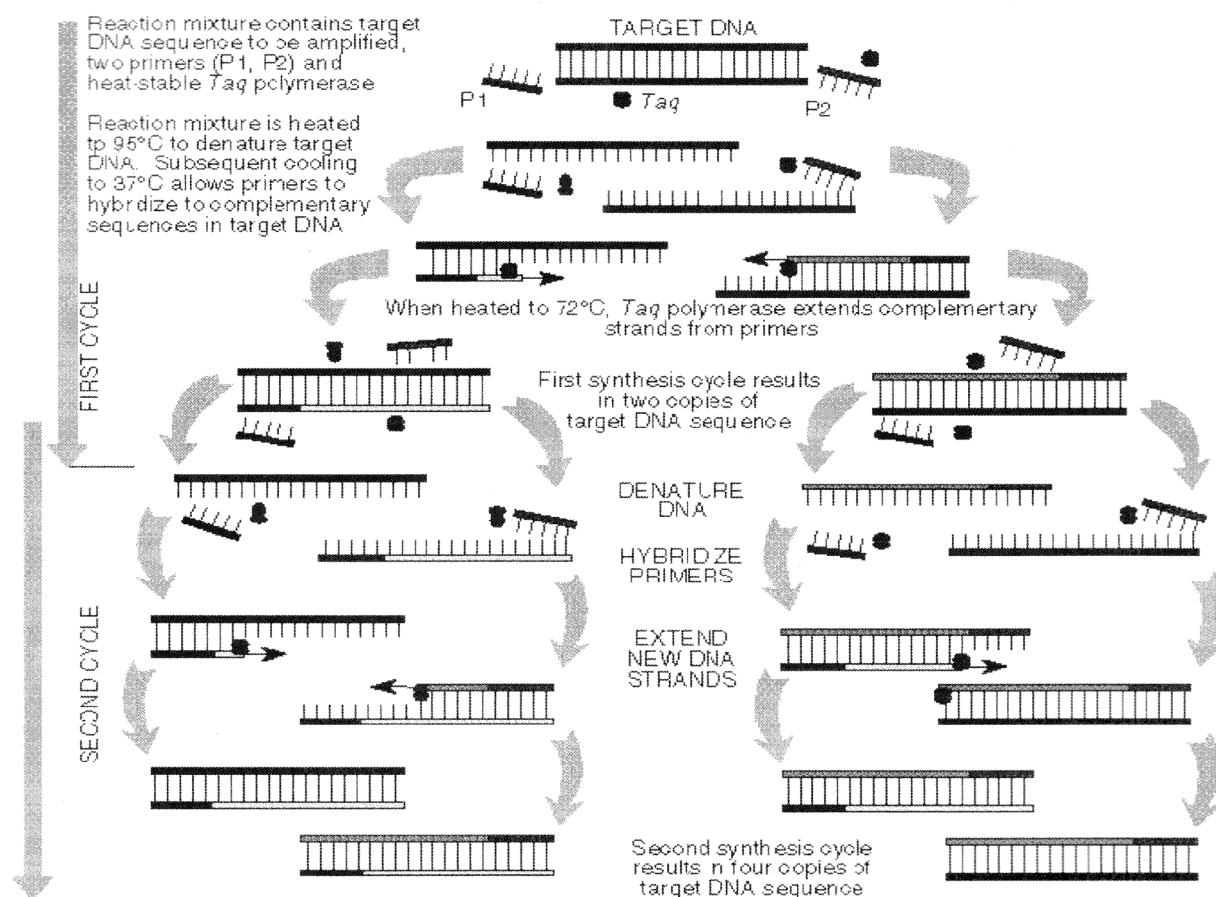 Reaction mixture contains target
DNA sequence to be amplified,
two primers (P1, P2) and
heat-stable Taq polymerase
TARGET DNA
P1
Taq
P2
Reaction mixture is heated
tp 95°C to denature target
DNA. Subsequent cooling
to 37°C allows primers to
hybridize to complementary
sequences in target DNA
When heated to 72°C, Taq polymerase extends complementary
strands from primers
FIRST CYCLE
First synthesis cycle results
in two copies of
target DNA sequence
DENATURE
DNA
HYBRIDIZE
PRIMERS
SECOND CYCLE
EXTEND
NEW DNA
STRANDS
Second synthesis cycle
results in four copies of
target DNA sequence